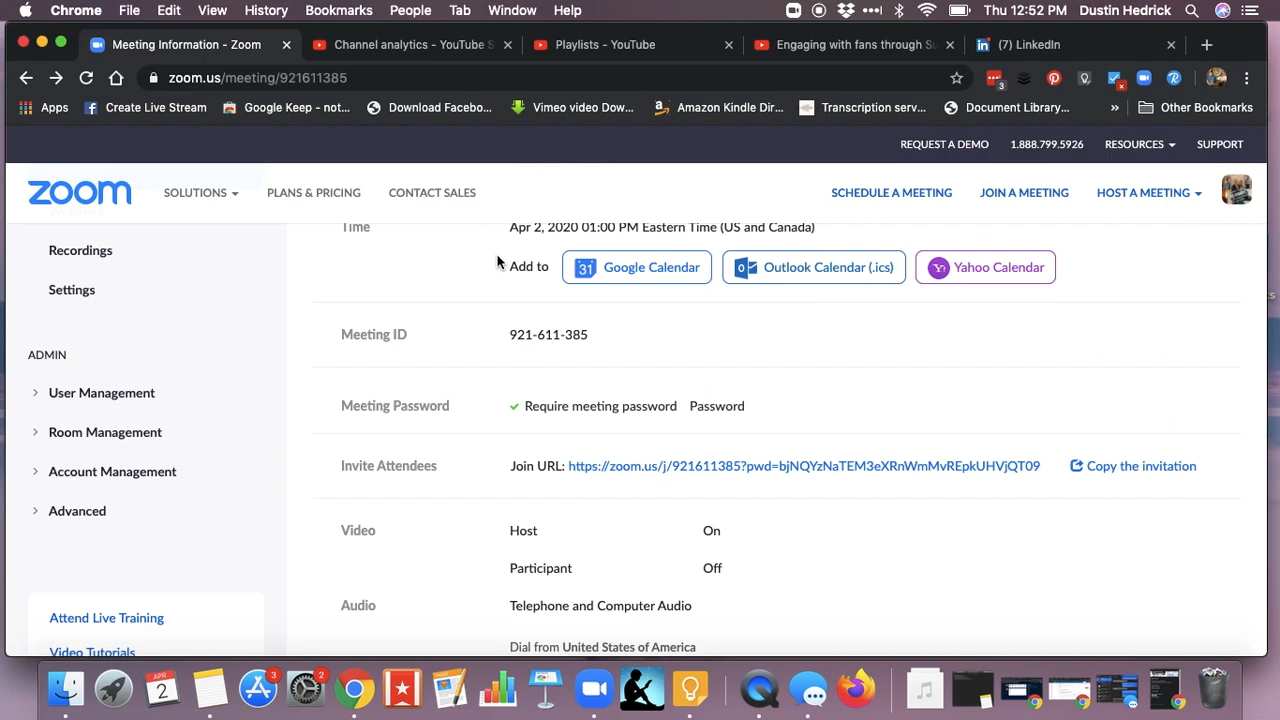 Chrome File Edit View History Bookmarks People Tab Window Help Thu 12:52 PM Dustin Hedrick
Meeting Information - Zoom Channel analytics - YouTube S Playlists - YouTube Engaging with fans through Su (7) LinkedIn
zoom.us/meeting/921611385 3
Apps Create Live Stream Google Keep - not... Download Facebo... Vimeo video Dow... Amazon Kindle Dir... Transcription serv... Document Library... » Other Bookmarks
REQUEST A DEMO 1.888.799.5926 RESOURCES SUPPORT
zoom SOLUTIONS PLANS & PRICING CONTACT SALES SCHEDULE A MEETING JOIN A MEETING HOST A MEETING
Time Apr 2, 2020 01:00 PM Eastern Time (US and Canada)
Recordings
Add to 31 Google Calendar Outlook Calendar (.ics) Yahoo Calendar
Settings
Meeting ID 921-611-385
ADMIN
User Management
Meeting Password Require meeting password Password
Room Management
Invite Attendees Join URL: https://zoom.us/j/921611385?pwd=bjNQYzNaTEM3eXRnWmMvREpkUHVjQT09 Copy the invitation
Account Management
Advanced
Video Host On
Participant Off
Audio Telephone and Computer Audio
Attend Live Training
Dial from United States of America
Video Tutorials
APR 2 3 2